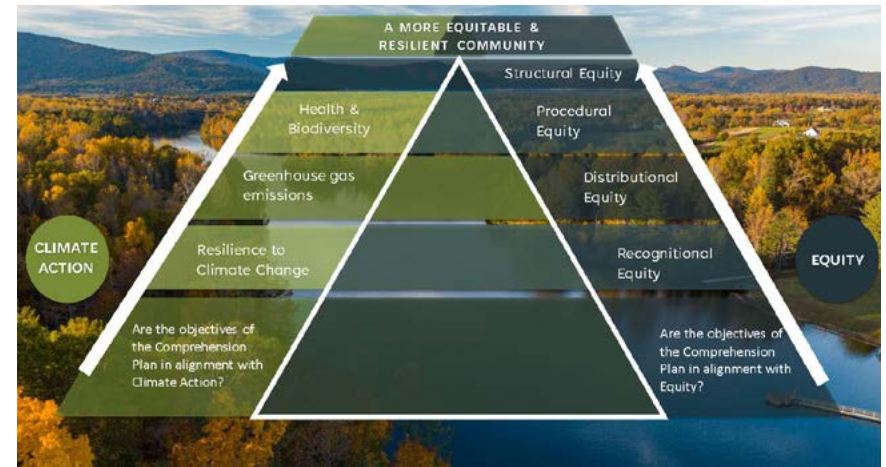 A MORE EQUITABLE &
RESILIENT COMMUNITY
Structural Equity
Health &
Biodiversity
Procedural
Equity
Greenhouse gas
emissions
Distributional
Equity
CLIMATE
ACTION
Resilience to
Climate Change
Recognitional
Equity
EQUITY
Are the objectives of
the Comprehension
Plan in alignment with
Climate Action?
Are the objectives of
the Comprehension
Plan in alignment with
Equity?